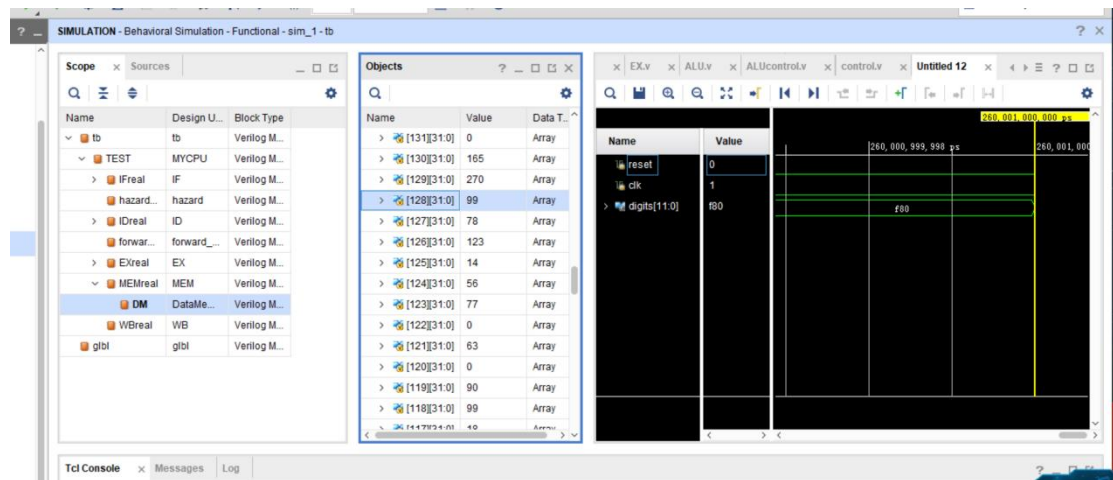 SIMULATION - Behavioral Simulation - Functional - sim_1 - tb
Scope Sources
Name Design U... Block Type
tb tb Verilog M...
TEST MYCPU Verilog M...
IFreal IF Verilog M...
hazard... hazard Verilog M...
IDreal ID Verilog M...
forwar... forward_... Verilog M...
EXreal EX Verilog M...
MEMreal MEM Verilog M...
DM DataMe... Verilog M...
WBreal WB Verilog M...
glbl glbl Verilog M...
Objects
Name Value Data T...
[131][31:0] 0 Array
[130][31:0] 165 Array
[129][31:0] 270 Array
[128][31:0] 99 Array
[127][31:0] 78 Array
[126][31:0] 123 Array
[125][31:0] 14 Array
[124][31:0] 56 Array
[123][31:0] 77 Array
[122][31:0] 0 Array
[121][31:0] 63 Array
[120][31:0] 0 Array
[119][31:0] 90 Array
[118][31:0] 99 Array
[117][31:0] 18 Array
EX.v ALU.v ALUcontrol.v control.v Untitled 12
260,001,000,000 ps
Name Value
260,000,999,998 ps 260,001,000
reset 0
clk 1
digits[11:0] f80 f80
Tcl Console Messages Log